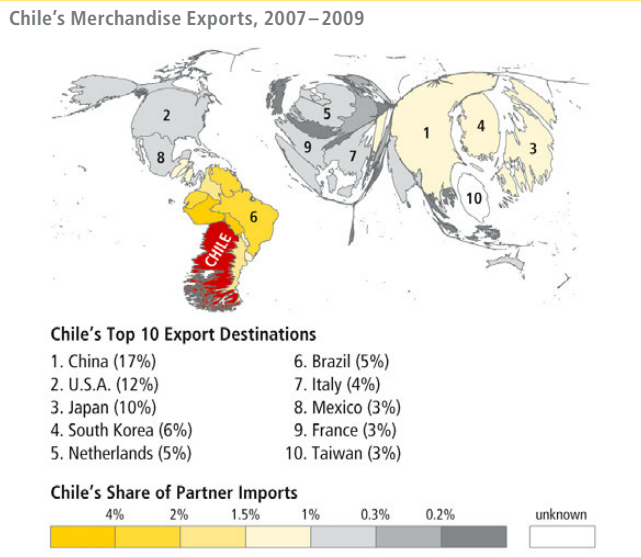 Chile's Merchandise Exports, 2007–2009
2
5
1
4
3
8
9
7
10
6
CHILE
Chile's Top 10 Export Destinations
1. China (17%)
2. U.S.A. (12%)
3. Japan (10%)
4. South Korea (6%)
5. Netherlands (5%)
6. Brazil (5%)
7. Italy (4%)
8. Mexico (3%)
9. France (3%)
10. Taiwan (3%)
Chile's Share of Partner Imports
4% 2% 1.5% 1% 0.3% 0.2% unknown